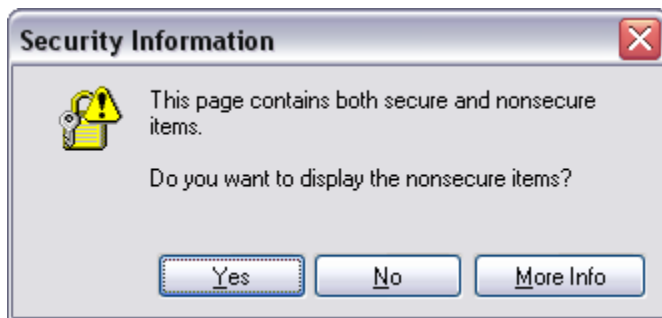 Security Information
This page contains both secure and nonsecure
items.
Do you want to display the nonsecure items?
Yes No More Info